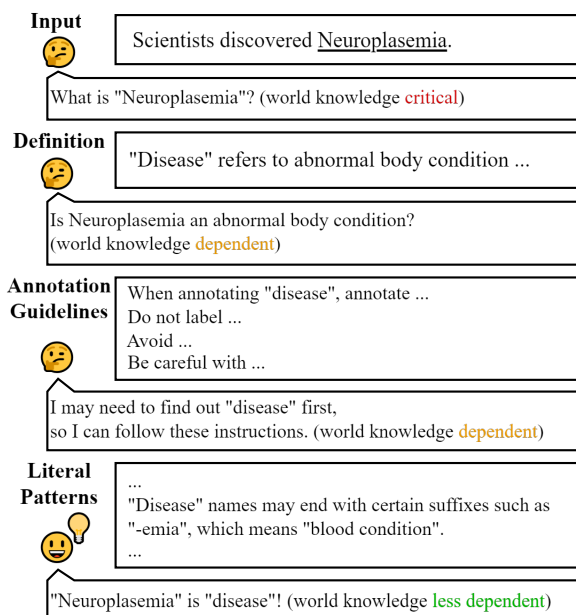 Input
Scientists discovered Neuroplasemia.
What is "Neuroplasemia"? (world knowledge critical)
Definition
"Disease" refers to abnormal body condition ...
Is Neuroplasemia an abnormal body condition?
(world knowledge dependent)
Annotation
Guidelines
When annotating "disease", annotate ...
Do not label ...
Avoid ...
Be careful with ...
I may need to find out "disease" first,
so I can follow these instructions. (world knowledge dependent)
Literal
Patterns
...
"Disease" names may end with certain suffixes such as
"-emia", which means "blood condition".
...
"Neuroplasemia" is "disease"! (world knowledge less dependent)